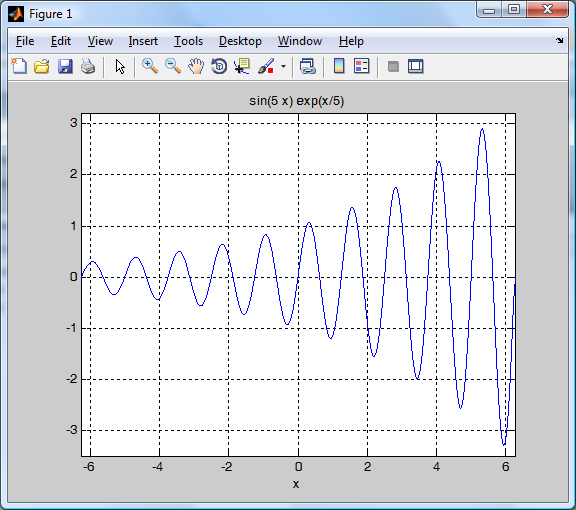 Figure 1
File Edit View Insert Tools Desktop Window Help
sin(5 x) exp(x/5)
3
2
1
0
-1
-2
-3
-6 -4 -2 0 2 4 6
x